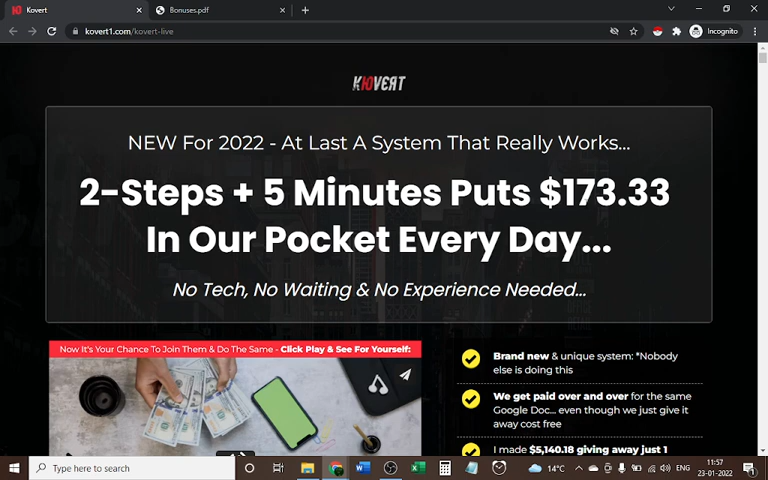 Kovert
Bonuses.pdf
kovert1.com/kovert-live
Incognito
KOVERT
NEW For 2022 - At Last A System That Really Works...
2-Steps + 5 Minutes Puts $173.33
In Our Pocket Every Day...
No Tech, No Waiting & No Experience Needed...
Now It's Your Chance To Join Them & Do The Same - Click Play & See For Yourself:
Brand new & unique system: *Nobody
else is doing this
We get paid over and over for the same
Google Doc... even though we just give it
away cost free
I made $5,140.18 giving away just 1
Type here to search
14°C
ENG
11:57
23-01-2022
1